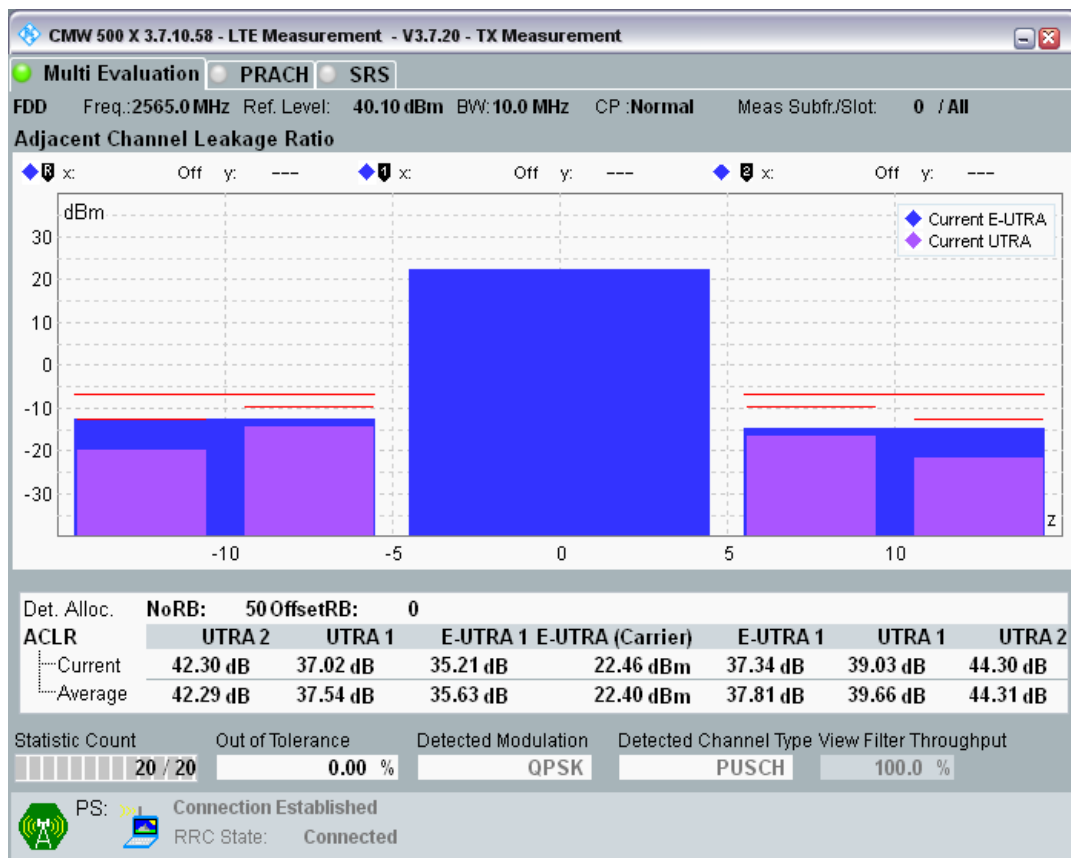 CMW 500 X 3.7.10.58 - LTE Measurement - V3.7.20 - TX Measurement
Multi Evaluation PRACH SRS
FDD Freq.:2565.0 MHz Ref. Level: 40.10 dBm BW:10.0 MHz CP :Normal Meas Subfr./Slot: 0 / All
Adjacent Channel Leakage Ratio
R x: Off y: --- 1 x: Off y: --- 2 x: Off y: ---
dBm
Current E-UTRA
Current UTRA
30
20
10
0
-10
-20
-30
z
-10 -5 0 5 10
Det. Alloc. NoRB: 50 OffsetRB: 0
ACLR UTRA 2 UTRA 1 E-UTRA 1 E-UTRA (Carrier) E-UTRA 1 UTRA 1 UTRA 2
Current 42.30 dB 37.02 dB 35.21 dB 22.46 dBm 37.34 dB 39.03 dB 44.30 dB
Average 42.29 dB 37.54 dB 35.63 dB 22.40 dBm 37.81 dB 39.66 dB 44.31 dB
Statistic Count Out of Tolerance Detected Modulation Detected Channel Type View Filter Throughput
20 / 20 0.00 % QPSK PUSCH 100.0 %
PS: Connection Established
RRC State: Connected